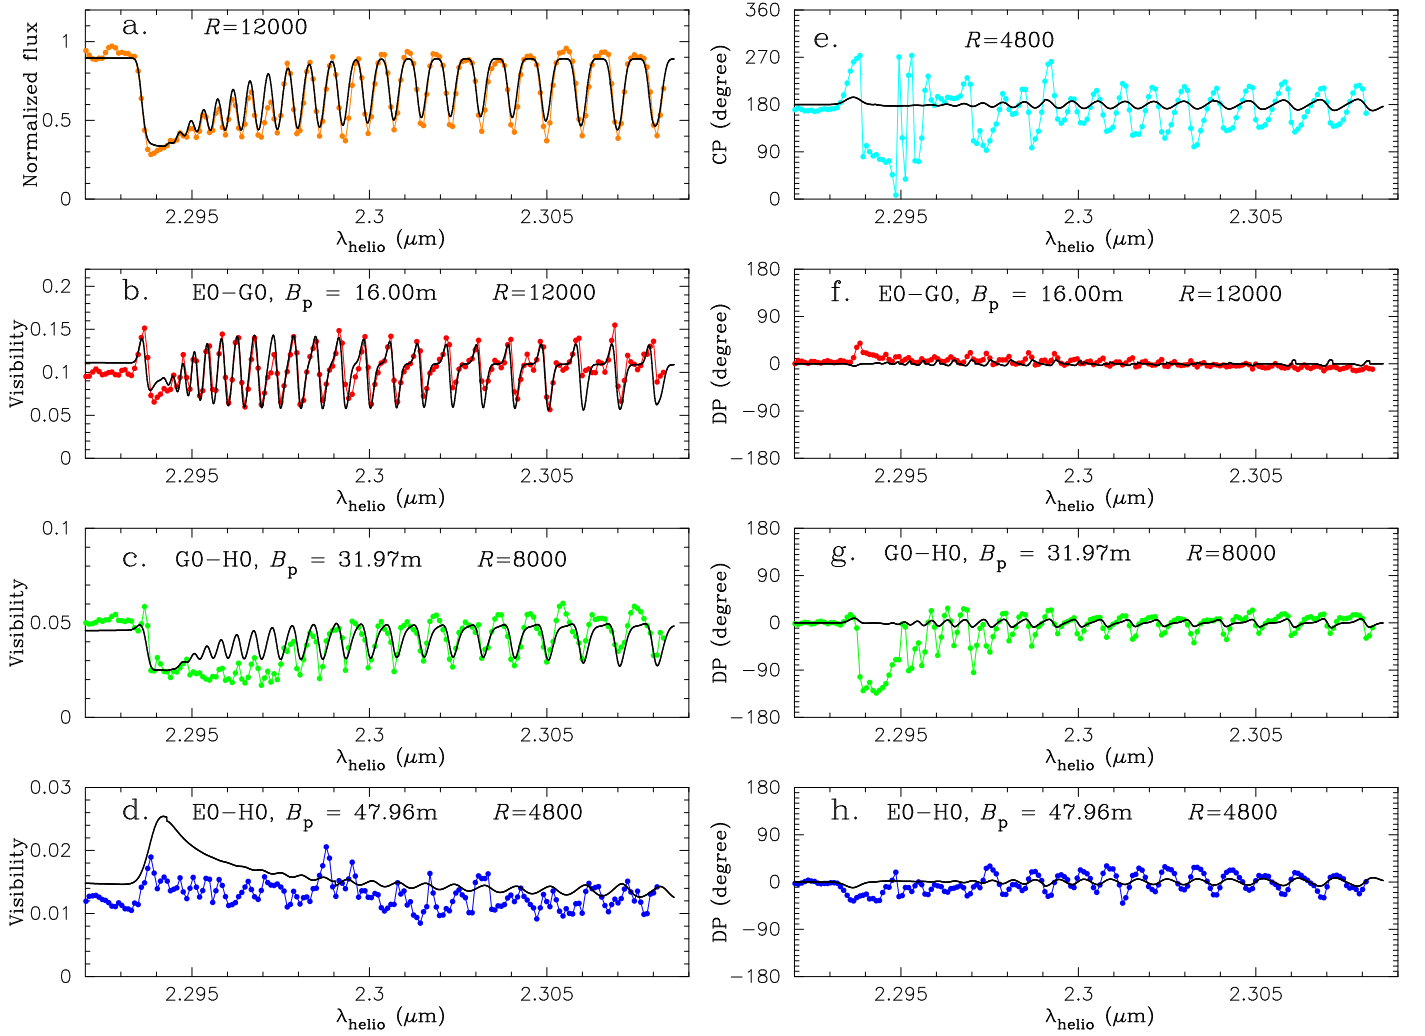 a. R=12000
Normalized flux
1
0.5
0
2.295 2.3 2.305
λhelio (μm)
b. E0−G0, Bp = 16.00m R=12000
Visibility
0.2
0.15
0.1
0.05
0
2.295 2.3 2.305
λhelio (μm)
c. G0−H0, Bp = 31.97m R=8000
Visibility
0.1
0.05
0
2.295 2.3 2.305
λhelio (μm)
d. E0−H0, Bp = 47.96m R=4800
Visibility
0.03
0.02
0.01
0
2.295 2.3 2.305
λhelio (μm)
e. R=4800
CP (degree)
360
270
180
90
0
2.295 2.3 2.305
λhelio (μm)
f. E0−G0, Bp = 16.00m R=12000
DP (degree)
180
90
0
−90
−180
2.295 2.3 2.305
λhelio (μm)
g. G0−H0, Bp = 31.97m R=8000
DP (degree)
180
90
0
−90
−180
2.295 2.3 2.305
λhelio (μm)
h. E0−H0, Bp = 47.96m R=4800
DP (degree)
180
90
0
−90
−180
2.295 2.3 2.305
λhelio (μm)